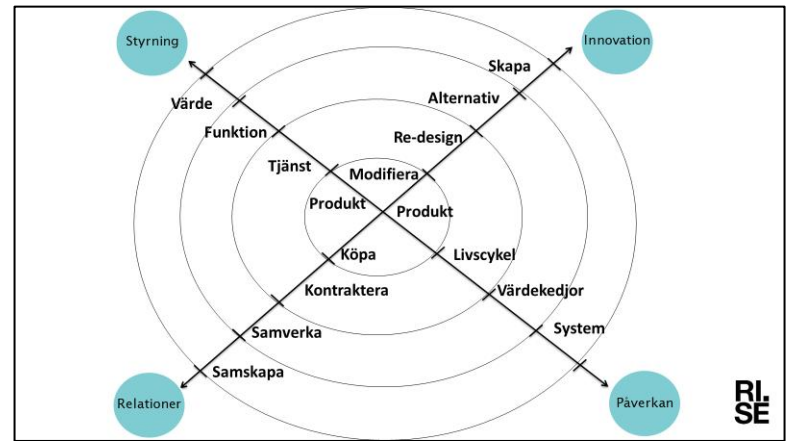 Styrning
Innovation
Skapa
Värde
Alternativ
Funktion
Re-design
Tjänst
Modifiera
Produkt
Produkt
Köpa
Livscykel
Kontraktera
Värdekedjor
Samverka
System
Samskapa
Relationer
Påverkan
RI.
SE